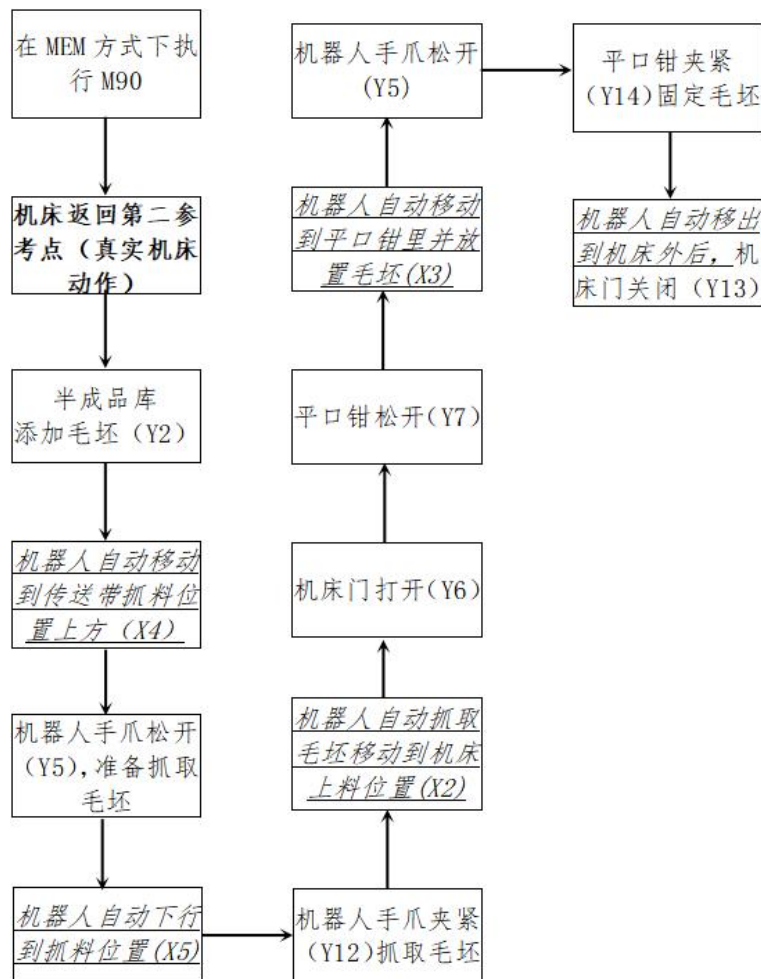 在 MEM 方式下执
行 M90
机床返回第二参
考点（真实机床
动作）
半成品库
添加毛坯（Y2）
机器人自动移动
到传送带抓料位
置上方（X4）
机器人手爪松开
（Y5）,准备抓取
毛坯
机器人自动下行
到抓料位置(X5)
机器人手爪夹紧
(Y12)抓取毛坯
机器人自动抓取
毛坯移动到机床
上料位置(X2)
机床门打开(Y6)
平口钳松开(Y7)
机器人自动移动
到平口钳里并放
置毛坯(X3)
机器人手爪松开
(Y5)
平口钳夹紧
（Y14)固定毛坯
机器人自动移出
到机床外后，机
床门关闭（Y13）